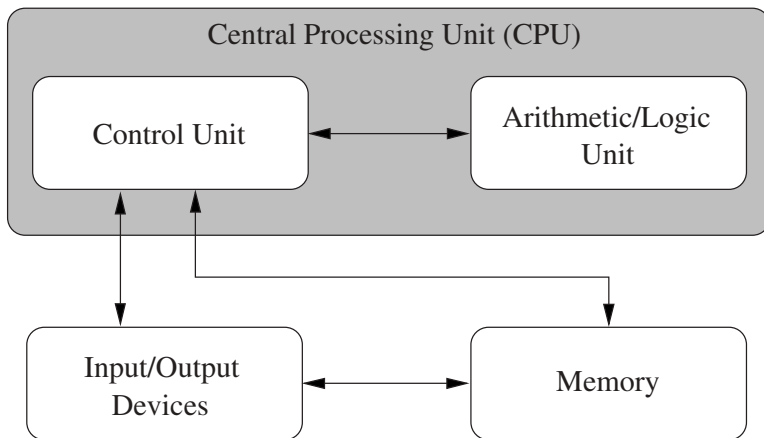 Central Processing Unit (CPU)
Control Unit
Arithmetic/Logic
Unit
Input/Output
Devices
Memory